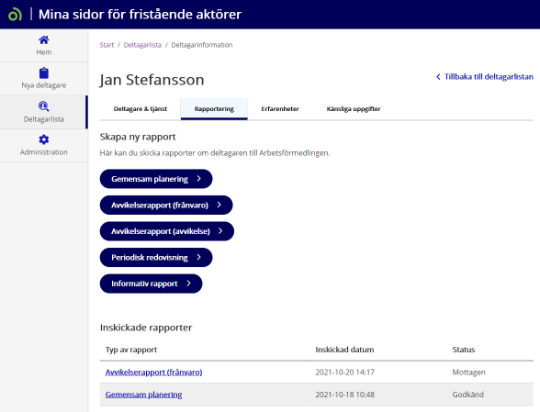 Mina sidor för fristående aktörer
Hem
Nya deltagare
Deltagarlista
Administration
Start / Deltagarlista / Deltagarinformation
Jan Stefansson
Tillbaka till deltagarlistan
Deltagare & tjänst Rapportering Erfarenheter Känsliga uppgifter
Skapa ny rapport
Här kan du skicka rapporter om deltagaren till Arbetsförmedlingen.
Gemensam planering
Avvikelserapport (frånvaro)
Avvikelserapport (avvikelse)
Periodisk redovisning
Informativ rapport
Inskickade rapporter
Typ av rapport Inskickad datum Status
Avvikelserapport (frånvaro) 2021-10-20 14:17 Mottagen
Gemensam planering 2021-10-18 10:48 Godkänd